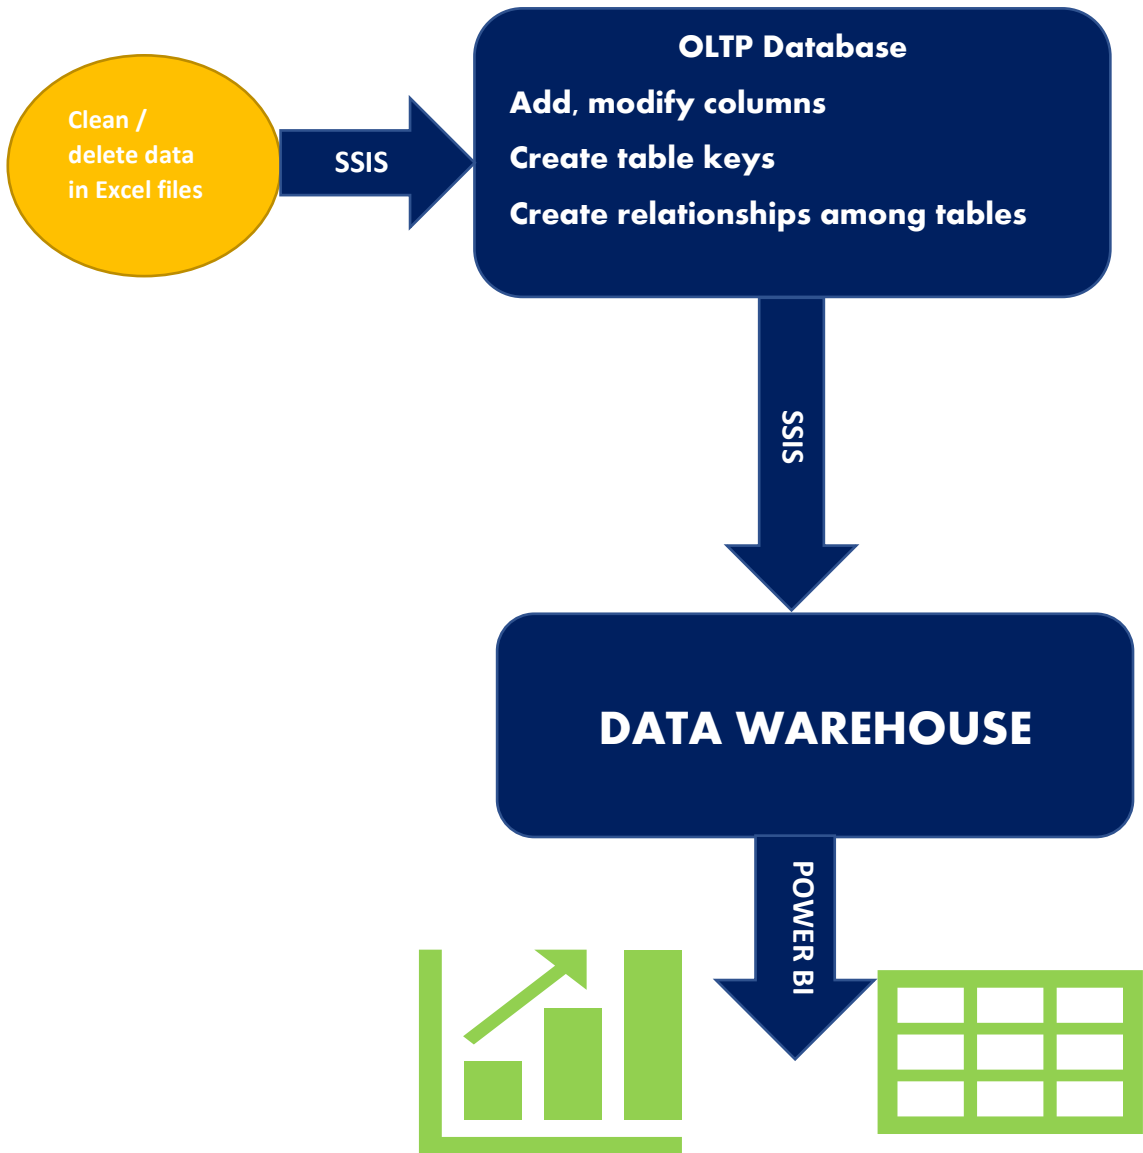 Clean /
delete data
in Excel files
SSIS
OLTP Database
Add, modify columns
Create table keys
Create relationships among tables
SSIS
DATA WAREHOUSE
POWER BI